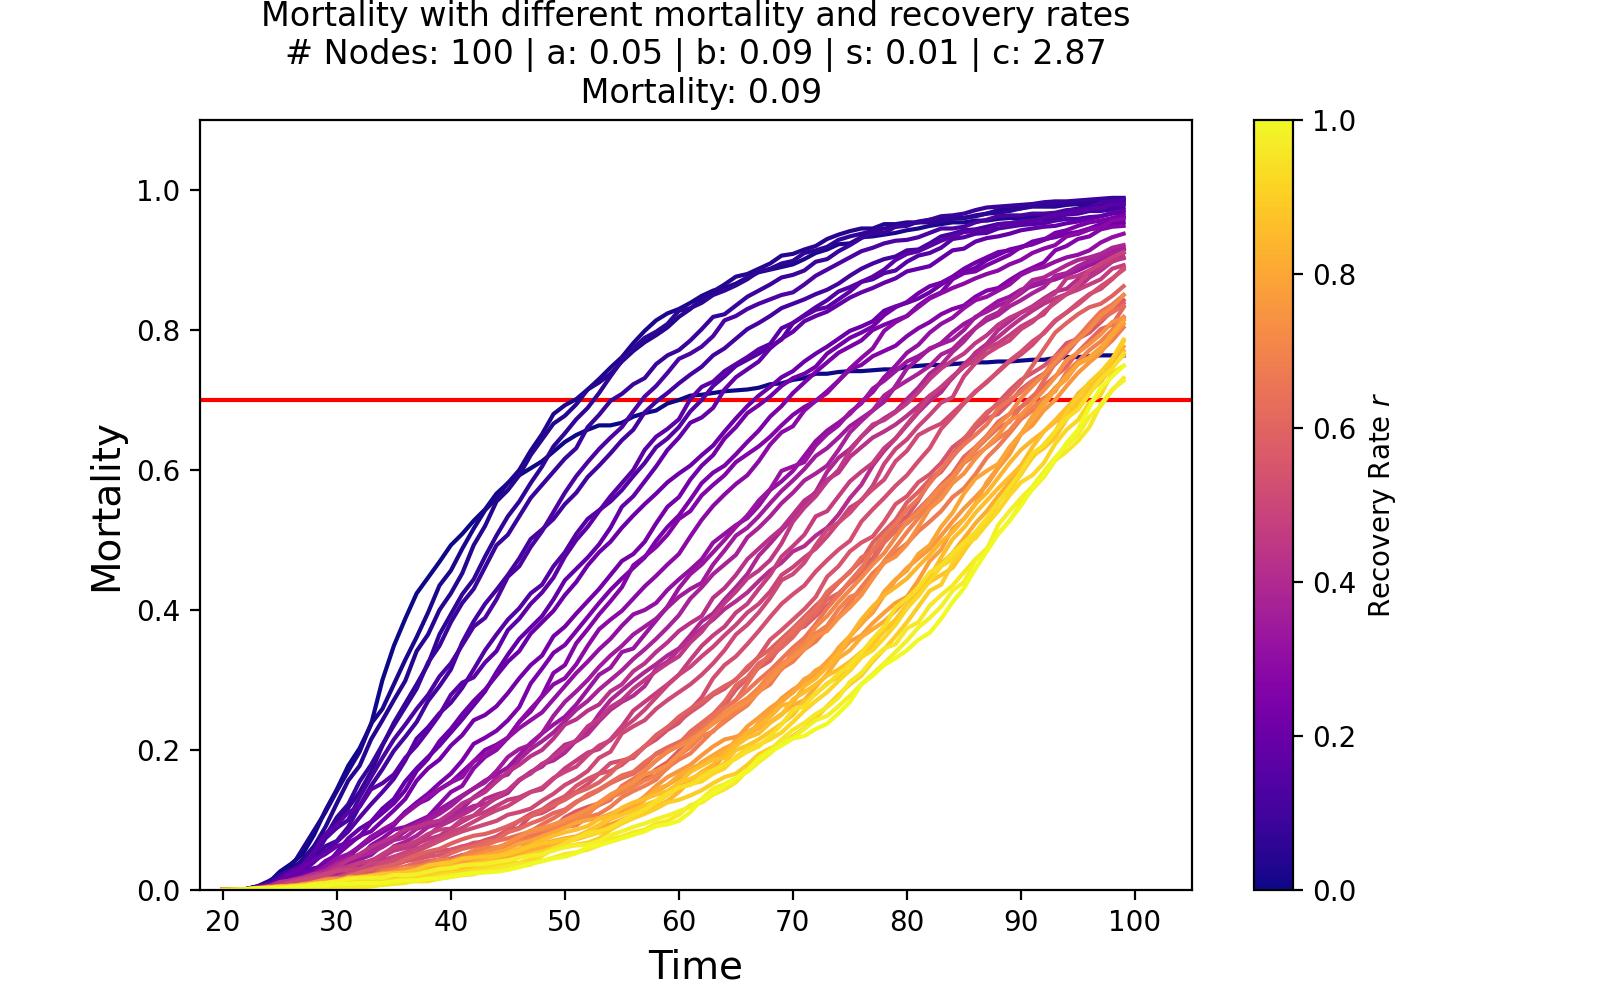 Mortality with different mortality and recovery rates
# Nodes: 100 | a: 0.05 | b: 0.09 | s: 0.01 | c: 2.87
Mortality: 0.09
Mortality
1.0
0.8
0.6
0.4
0.2
0.0
20 30 40 50 60 70 80 90 100
Time
1.0
0.8
0.6
0.4
0.2
0.0
Recovery Rate r